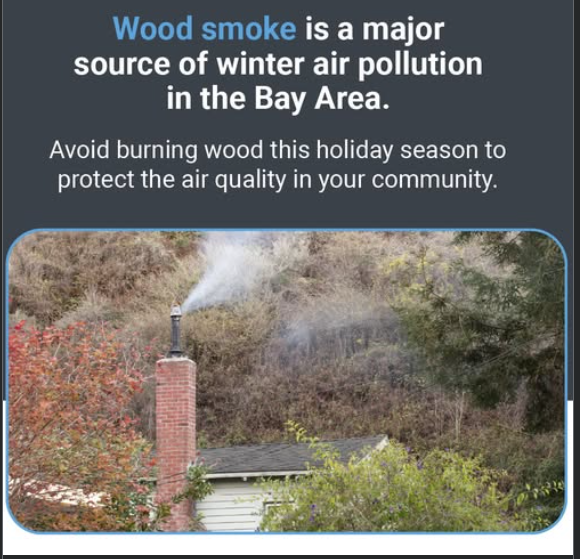 Wood smoke is a major
source of winter air pollution
in the Bay Area.
Avoid burning wood this holiday season to
protect the air quality in your community.